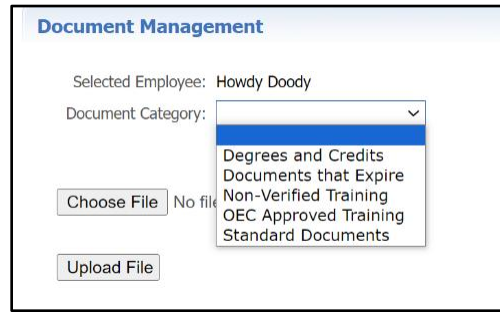 Document Management
Selected Employee: Howdy Doody
Document Category:
Degrees and Credits
Documents that Expire
Non-Verified Training
OEC Approved Training
Standard Documents
Choose File No file
Upload File